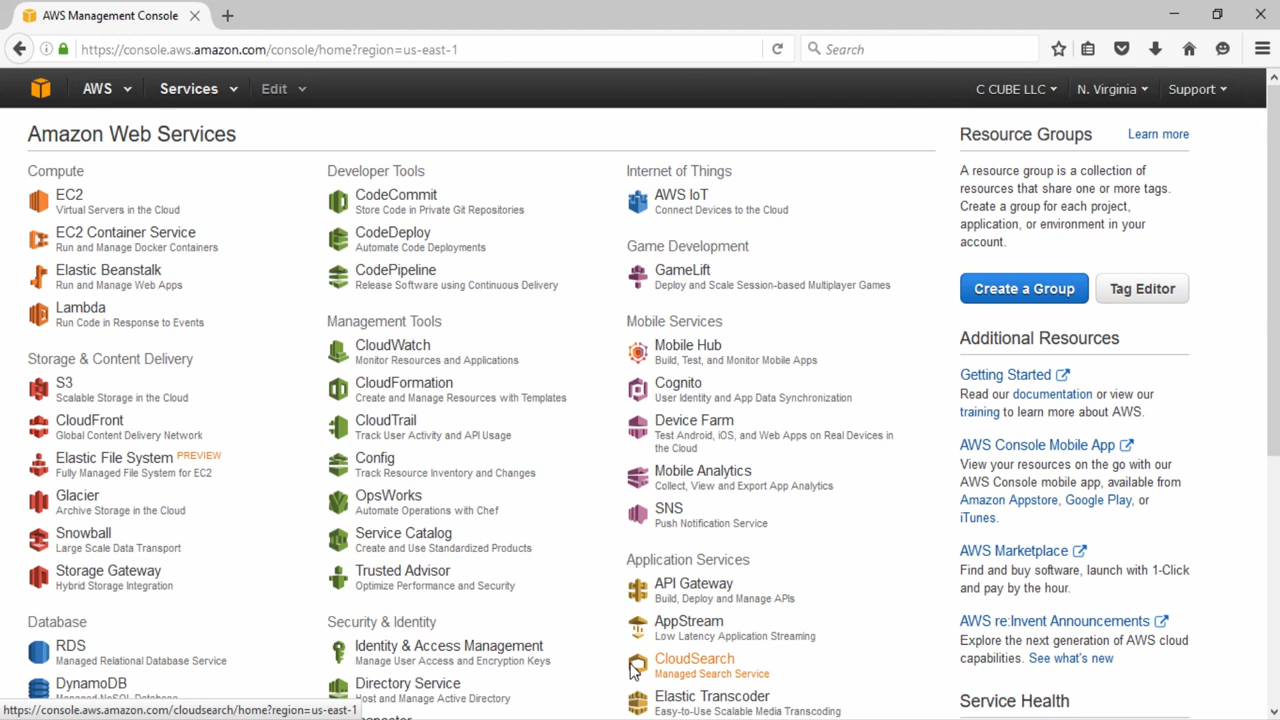 AWS Management Console
https://console.aws.amazon.com/console/home?region=us-east-1
Search
AWS
Services
Edit
C CUBE LLC
N. Virginia
Support
Amazon Web Services
Compute
EC2
Virtual Servers in the Cloud
EC2 Container Service
Run and Manage Docker Containers
Elastic Beanstalk
Run and Manage Web Apps
Lambda
Run Code in Response to Events
Storage & Content Delivery
S3
Scalable Storage in the Cloud
CloudFront
Global Content Delivery Network
Elastic File System PREVIEW
Fully Managed File System for EC2
Glacier
Archive Storage in the Cloud
Snowball
Large Scale Data Transport
Storage Gateway
Hybrid Storage Integration
Database
RDS
Managed Relational Database Service
DynamoDB
Managed NoSQL Database
Developer Tools
CodeCommit
Store Code in Private Git Repositories
CodeDeploy
Automate Code Deployments
CodePipeline
Release Software using Continuous Delivery
Management Tools
CloudWatch
Monitor Resources and Applications
CloudFormation
Create and Manage Resources with Templates
CloudTrail
Track User Activity and API Usage
Config
Track Resource Inventory and Changes
OpsWorks
Automate Operations with Chef
Service Catalog
Create and Use Standardized Products
Trusted Advisor
Optimize Performance and Security
Security & Identity
Identity & Access Management
Manage User Access and Encryption Keys
Directory Service
Host and Manage Active Directory
Internet of Things
AWS IoT
Connect Devices to the Cloud
Game Development
GameLift
Deploy and Scale Session-based Multiplayer Games
Mobile Services
Mobile Hub
Build, Test, and Monitor Mobile Apps
Cognito
User Identity and App Data Synchronization
Device Farm
Test Android, iOS, and Web Apps on Real Devices in
the Cloud
Mobile Analytics
Collect, View and Export App Analytics
SNS
Push Notification Service
Application Services
API Gateway
Build, Deploy and Manage APIs
AppStream
Low Latency Application Streaming
CloudSearch
Managed Search Service
Elastic Transcoder
Easy-to-Use Scalable Media Transcoding
Resource Groups
Learn more
A resource group is a collection of
resources that share one or more tags.
Create a group for each project,
application, or environment in your
account.
Create a Group
Tag Editor
Additional Resources
Getting Started
Read our documentation or view our
training to learn more about AWS.
AWS Console Mobile App
View your resources on the go with our
AWS Console mobile app, available from
Amazon Appstore, Google Play, or
iTunes.
AWS Marketplace
Find and buy software, launch with 1-Click
and pay by the hour.
AWS re:Invent Announcements
Explore the next generation of AWS cloud
capabilities. See what's new
Service Health
https://console.aws.amazon.com/cloudsearch/home?region=us-east-1